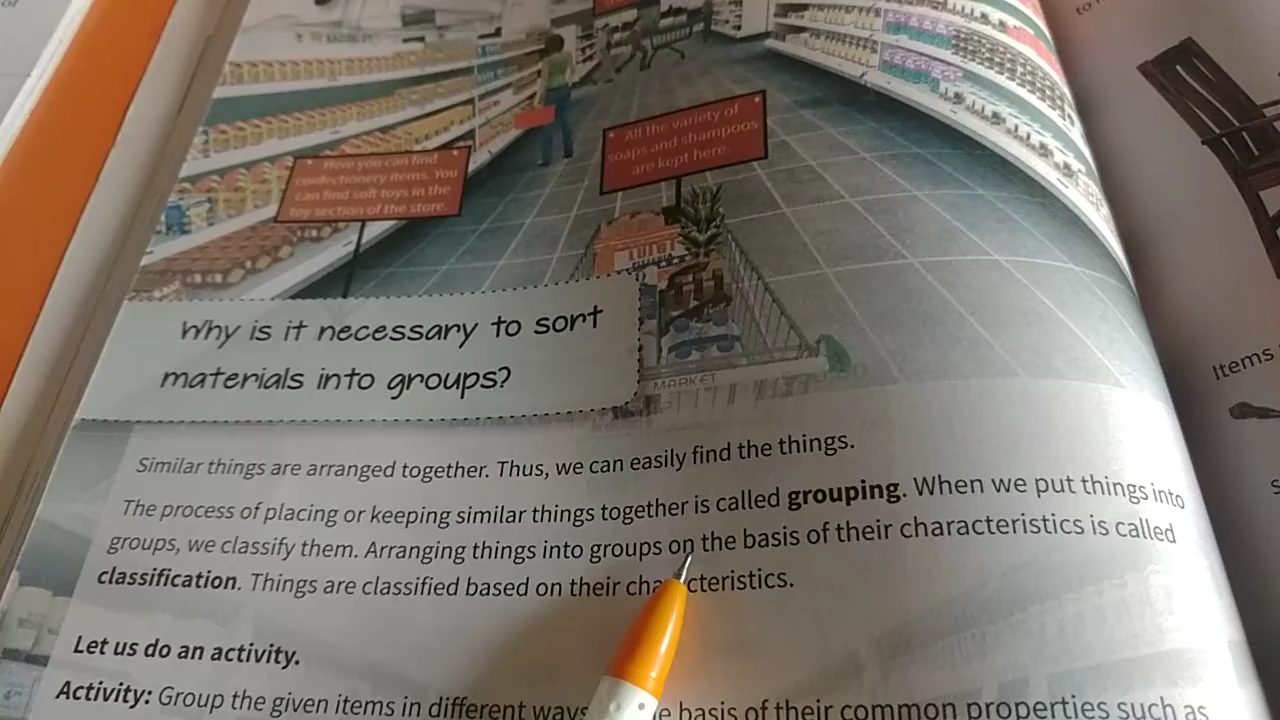 Here you can find
confectionery items. You
can find soft toys in the
toy section of the store.
All the variety of
soaps and shampoos
are kept here.
LUIGI
MARKET
Why is it necessary to sort
materials into groups?
Similar things are arranged together. Thus, we can easily find the things.
The process of placing or keeping similar things together is called grouping. When we put things into
groups, we classify them. Arranging things into groups on the basis of their characteristics is called
classification. Things are classified based on their characteristics.
Let us do an activity.
Activity: Group the given items in different ways basis of their common properties such as
Items